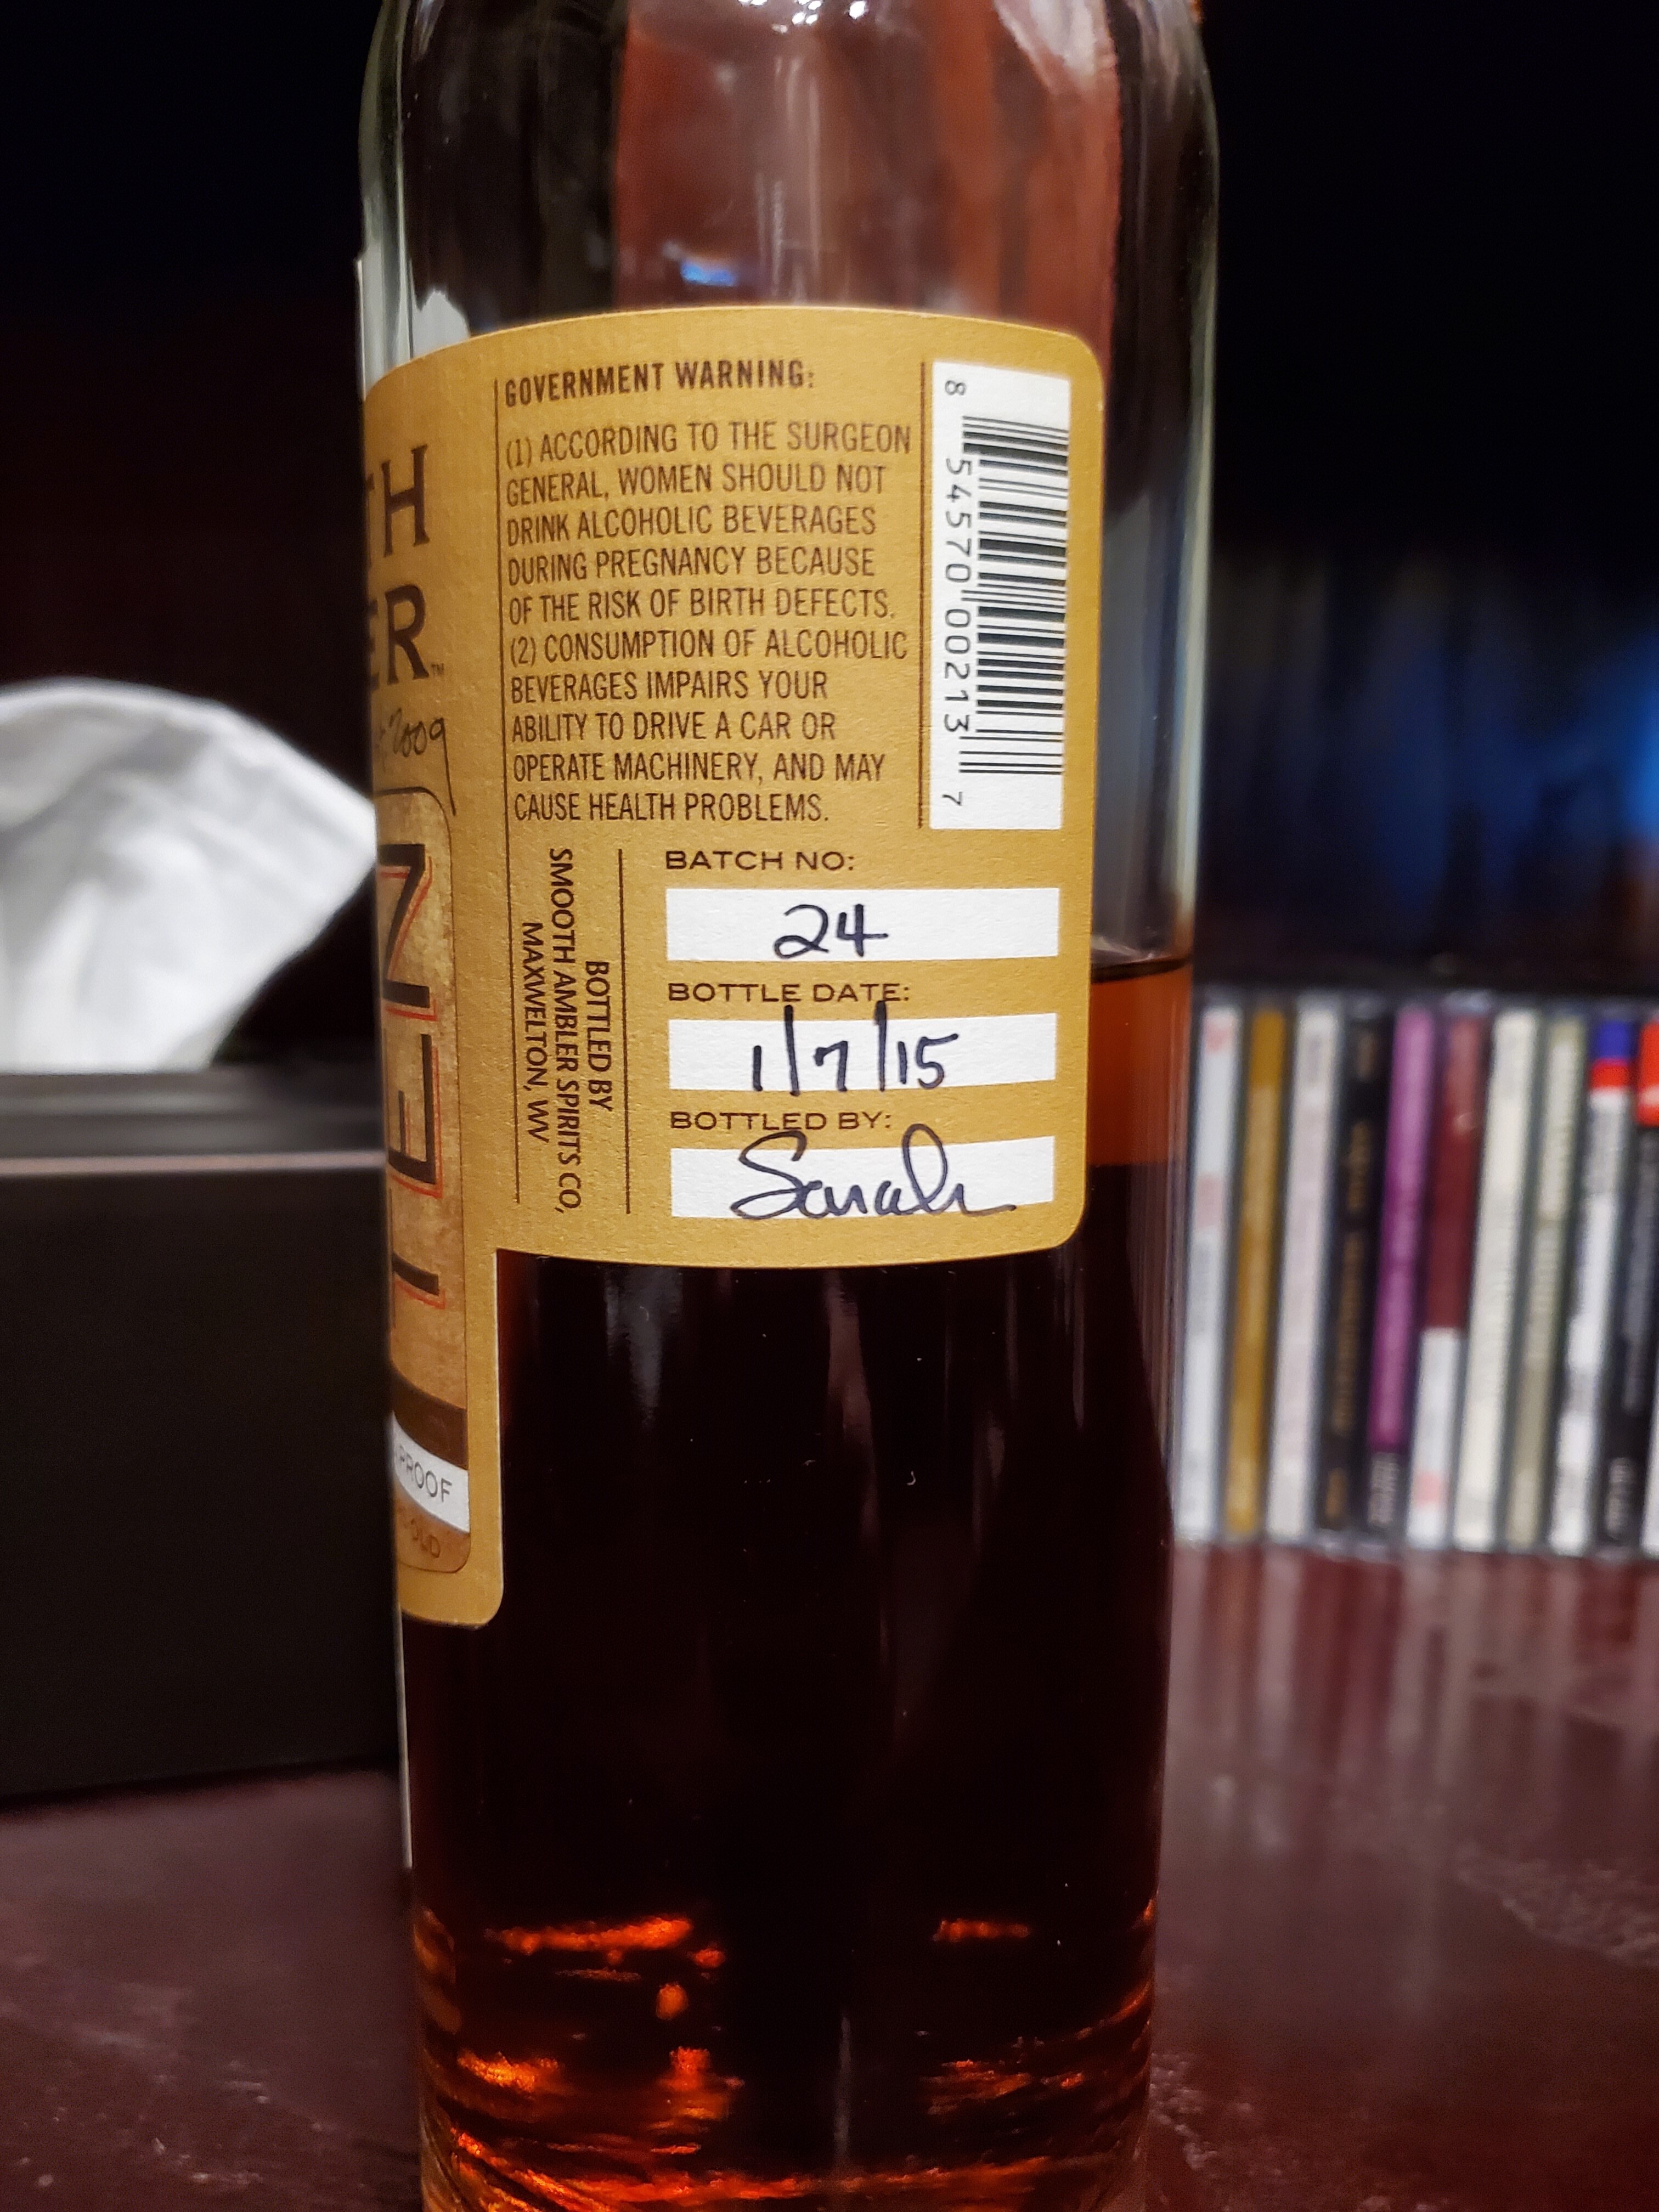 TH
ER™
2009
GOVERNMENT WARNING:
(1) ACCORDING TO THE SURGEON
GENERAL, WOMEN SHOULD NOT
DRINK ALCOHOLIC BEVERAGES
DURING PREGNANCY BECAUSE
OF THE RISK OF BIRTH DEFECTS.
(2) CONSUMPTION OF ALCOHOLIC
BEVERAGES IMPAIRS YOUR
ABILITY TO DRIVE A CAR OR
OPERATE MACHINERY, AND MAY
CAUSE HEALTH PROBLEMS.
8 54570 00213 7
BOTTLED BY
SMOOTH AMBLER SPIRITS CO,
MAXWELTON, WV
BATCH NO:
24
BOTTLE DATE:
1/7/15
BOTTLED BY:
Sarah
PROOF
OLD